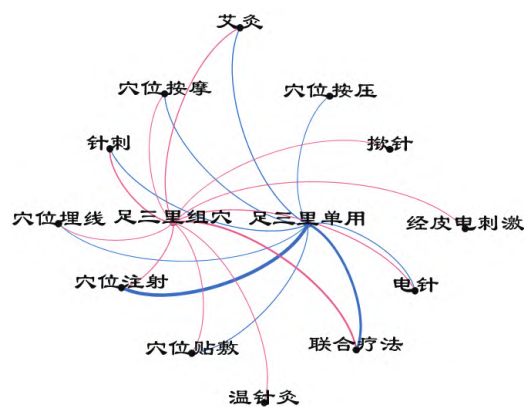 艾灸
穴位按摩
穴位按压
针刺
揿针
穴位埋线
足三里组穴
足三里单用
经皮电刺激
穴位注射
电针
穴位贴敷
联合疗法
温针灸